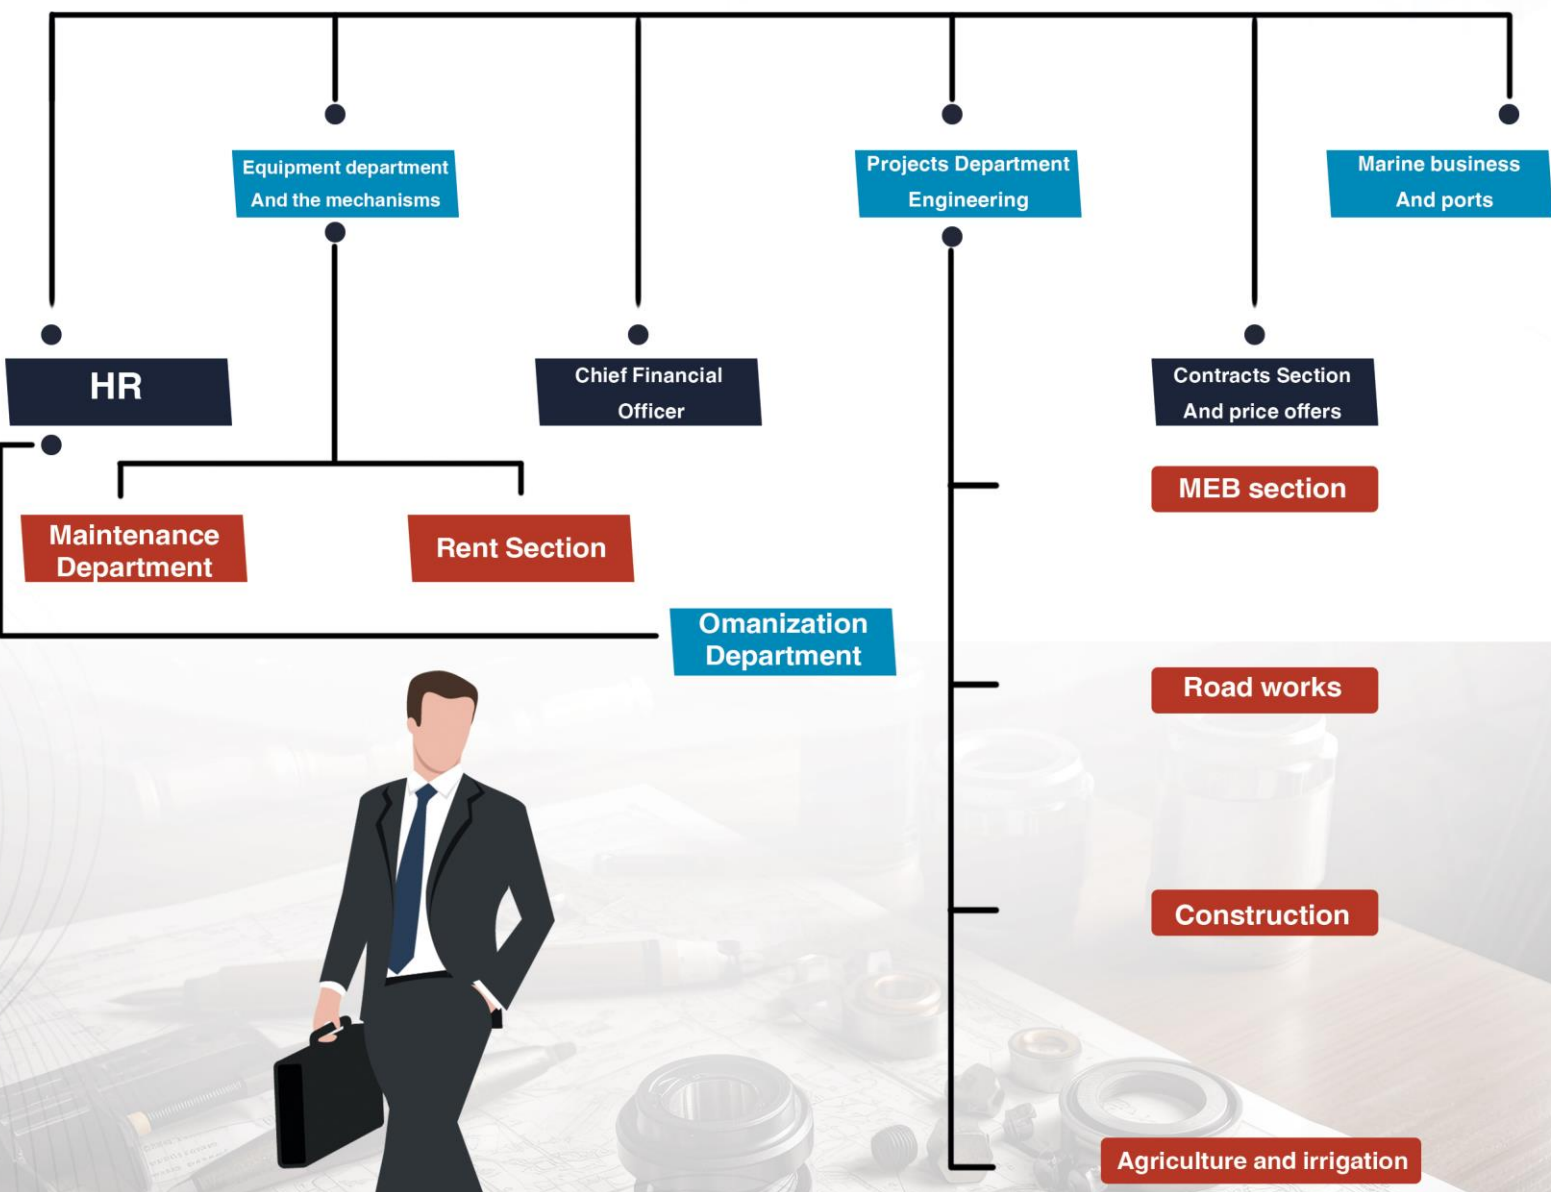 Equipment department
And the mechanisms
Projects Department
Engineering
Marine business
And ports
HR
Chief Financial
Officer
Contracts Section
And price offers
MEB section
Maintenance
Department
Rent Section
Omanization
Department
Road works
Construction
Agriculture and irrigation